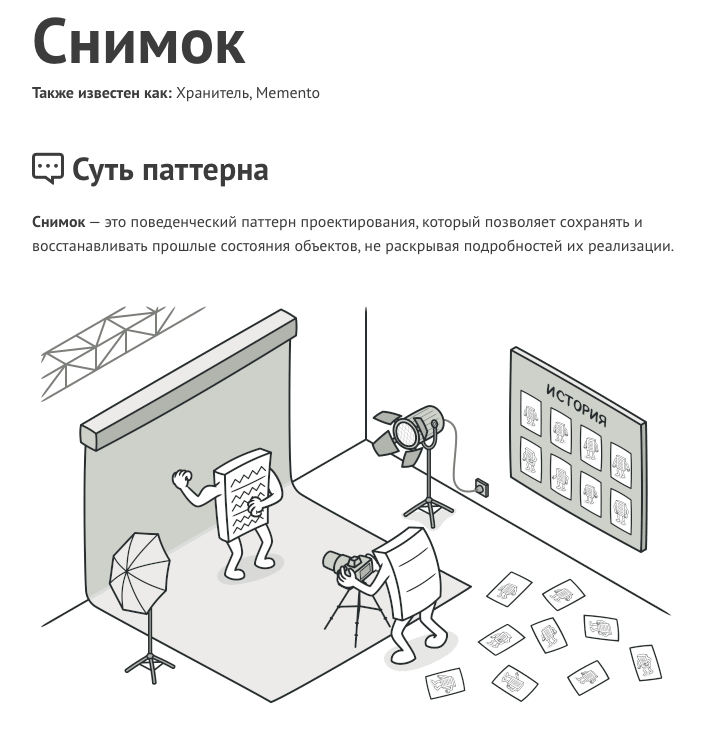 Снимок
Также известен как: Хранитель, Memento
Суть паттерна
Снимок — это поведенческий паттерн проектирования, который позволяет сохранять и
восстанавливать прошлые состояния объектов, не раскрывая подробностей их реализации.
ИСТОРИЯ